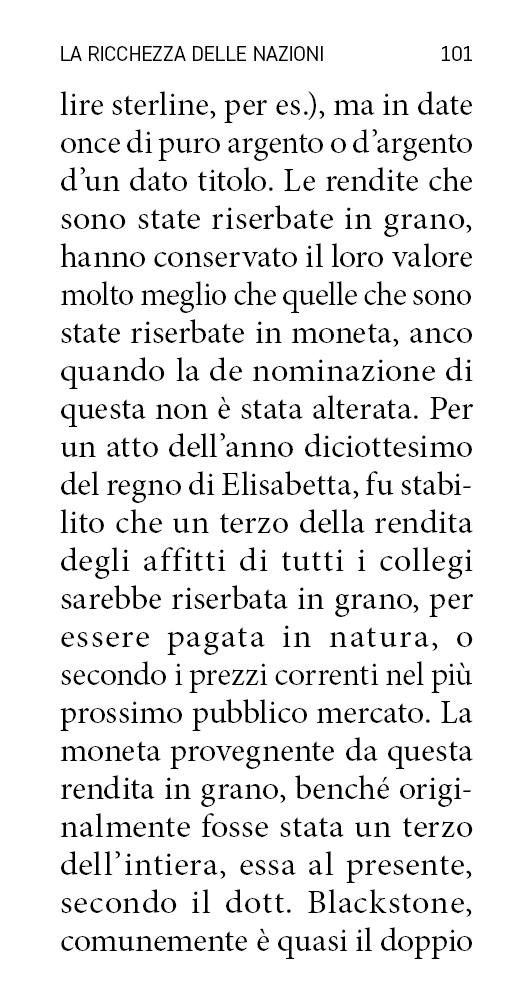 LA RICCHEZZA DELLE NAZIONI 101
lire sterline, per es.), ma in date
once di puro argento o d’argento
d’un dato titolo. Le rendite che
sono state riserbate in grano,
hanno conservato il loro valore
molto meglio che quelle che sono
state riserbate in moneta, anco
quando la de nominazione di
questa non è stata alterata. Per
un atto dell’anno diciottesimo
del regno di Elisabetta, fu stabi-
lito che un terzo della rendita
degli affitti di tutti i collegi
sarebbe riserbata in grano, per
essere pagata in natura, o
secondo i prezzi correnti nel più
prossimo pubblico mercato. La
moneta provegnente da questa
rendita in grano, benché origi-
nalmente fosse stata un terzo
dell’intiera, essa al presente,
secondo il dott. Blackstone,
comunemente è quasi il doppio